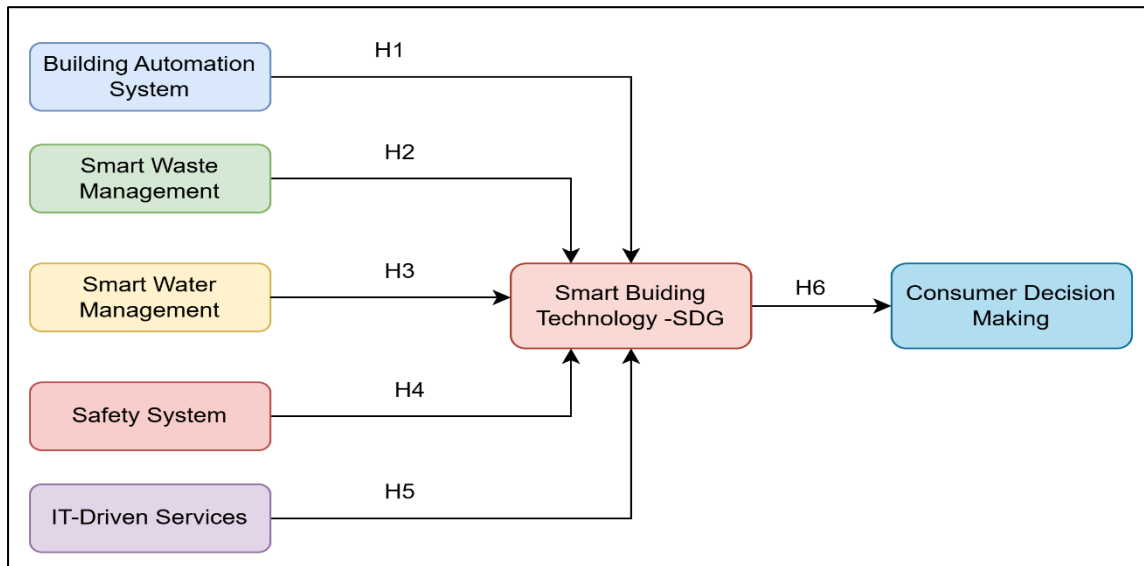 Building Automation
System
H1
Smart Waste
Management
H2
Smart Water
Management
H3
Safety System
H4
IT-Driven Services
H5
Smart Buiding
Technology -SDG
H6
Consumer Decision
Making